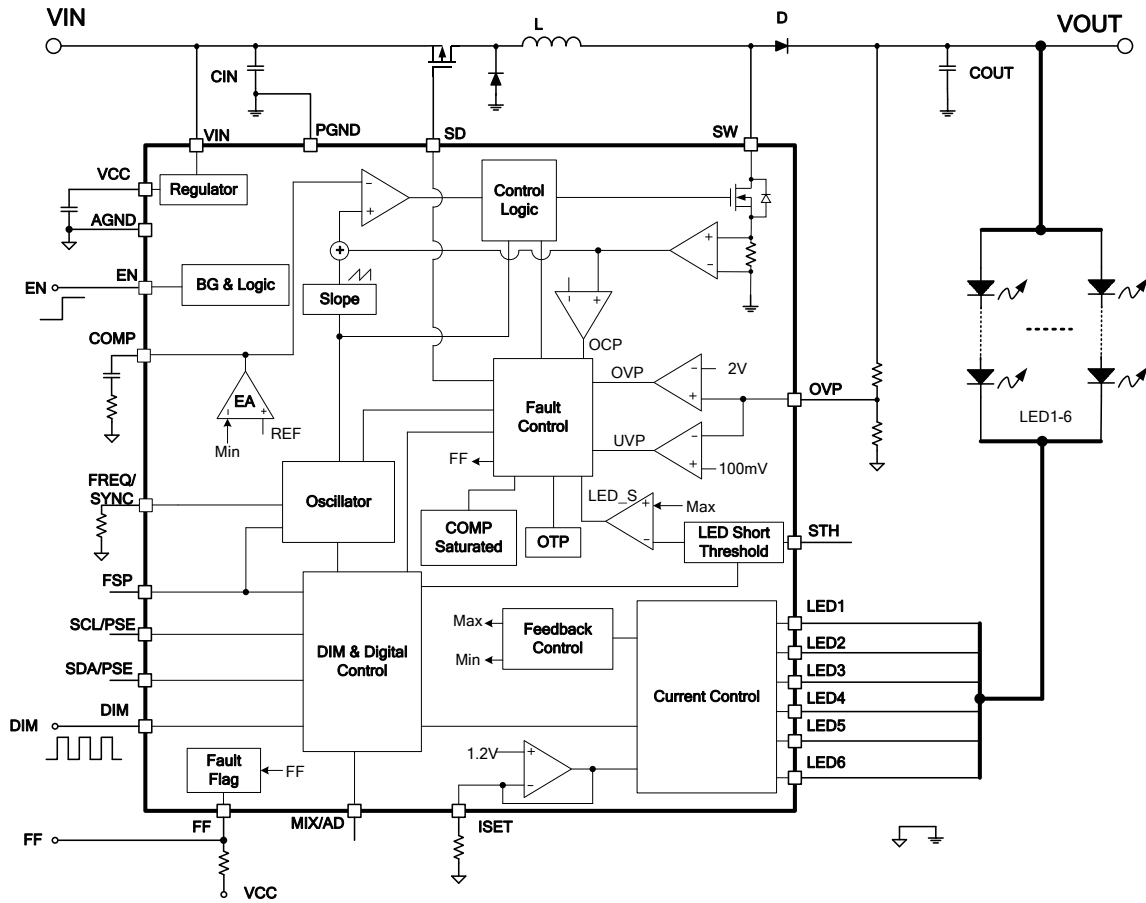 VIN
L
D
VOUT
CIN
COUT
VIN
PGND
SD
SW
VCC
Regulator
Control
Logic
AGND
EN
EN
BG & Logic
Slope
COMP
OCP
OVP
2V
OVP
EA
REF
Min
Fault
Control
UVP
100mV
LED1-6
FF
FREQ/
SYNC
Oscillator
LED_S
Max
COMP
Saturated
OTP
LED Short
Threshold
STH
FSP
SCL/PSE
SDA/PSE
DIM & Digital
Control
Max
Min
Feedback
Control
Current Control
LED1
LED2
LED3
LED4
LED5
LED6
DIM
DIM
1.2V
Fault
Flag
FF
FF
MIX/AD
ISET
FF
VCC